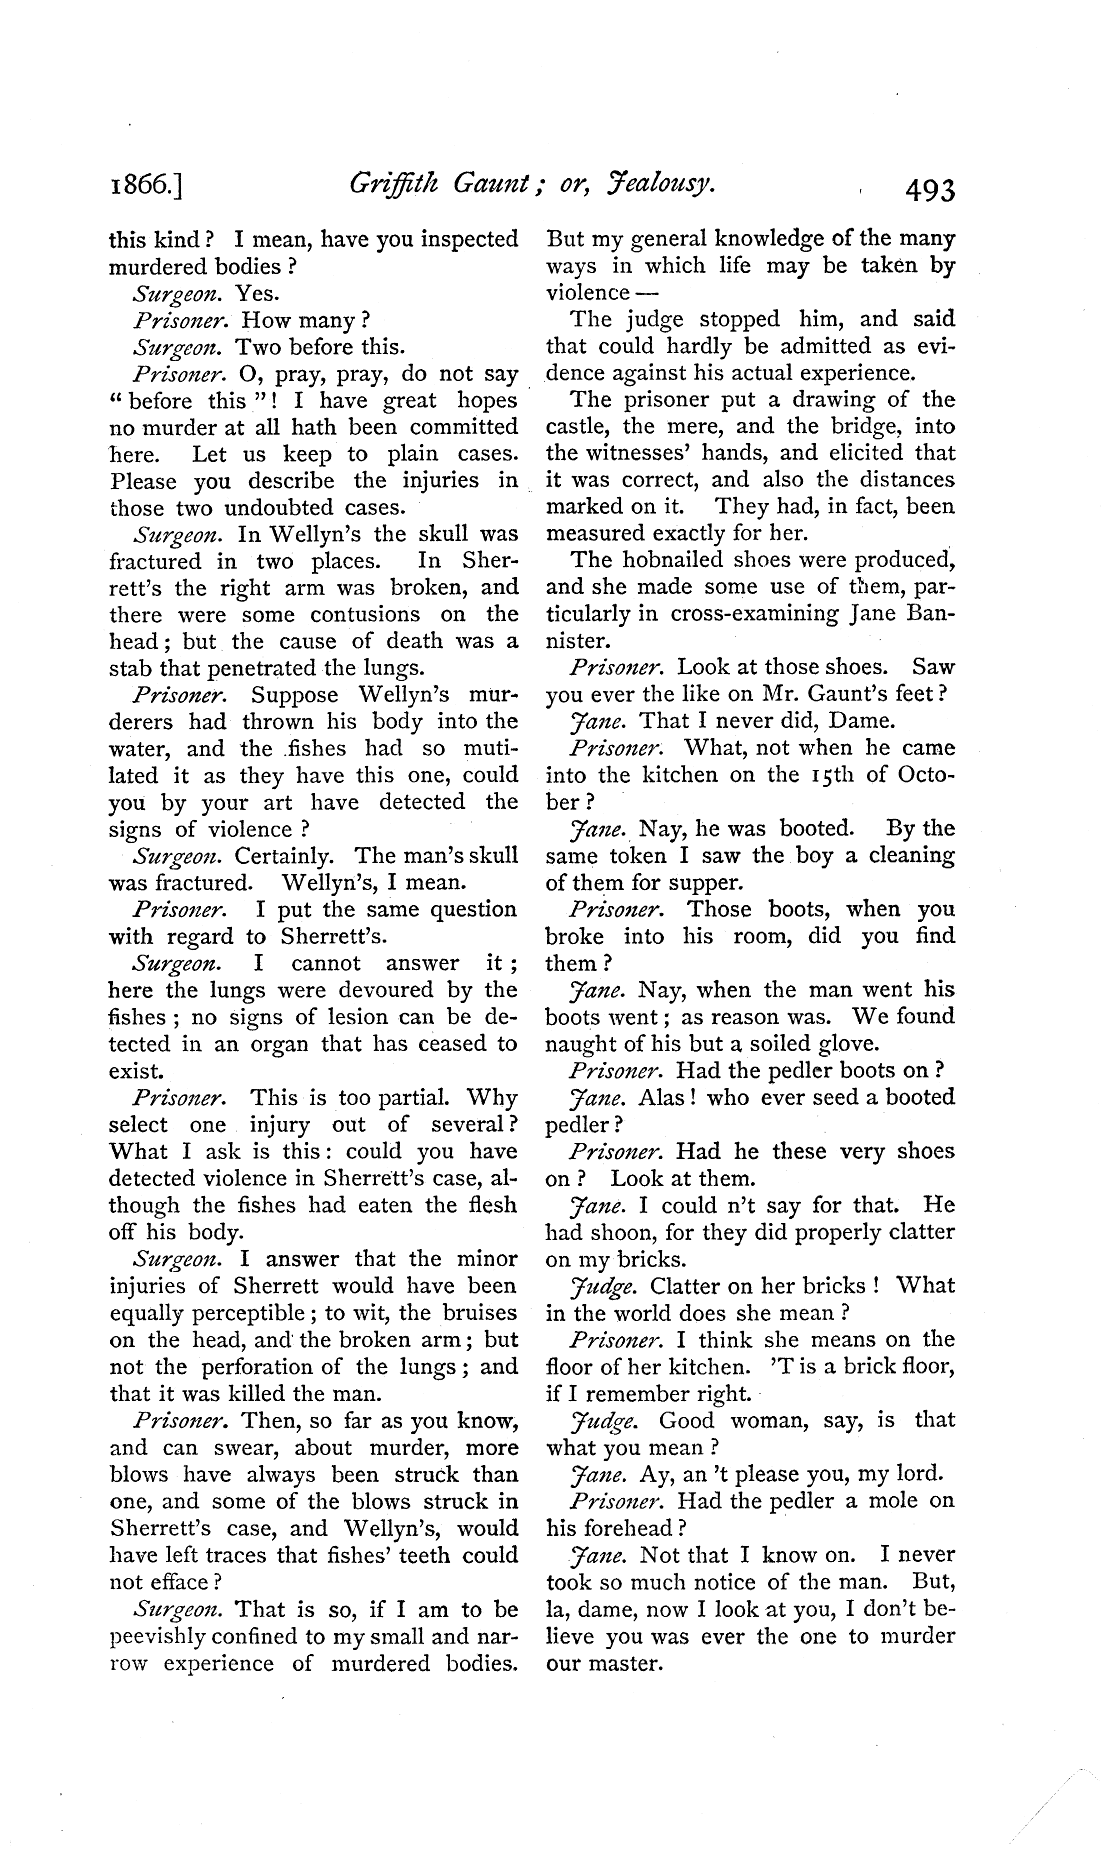 1866.] Griffith Gaunt; or, Jealousy. 493
this kind? I mean, have you inspected
murdered bodies?
Surgeon. Yes.
Prisoner. How many?
Surgeon. Two before this.
Prisoner. O, pray, pray, do not say
"before this"! I have great hopes
no murder at all hath been committed
here. Let us keep to plain cases.
Please you describe the injuries in
those two undoubted cases.
Surgeon. In Wellyn's the skull was
fractured in two places. In Sher-
rett's the right arm was broken, and
there were some contusions on the
head; but the cause of death was a
stab that penetrated the lungs.
Prisoner. Suppose Wellyn's mur-
derers had thrown his body into the
water, and the fishes had so muti-
lated it as they have this one, could
you by your art have detected the
signs of violence?
Surgeon. Certainly. The man's skull
was fractured. Wellyn's, I mean.
Prisoner. I put the same question
with regard to Sherrett's.
Surgeon. I cannot answer it;
here the lungs were devoured by the
fishes; no signs of lesion can be de-
tected in an organ that has ceased to
exist.
Prisoner. This is too partial. Why
select one injury out of several?
What I ask is this: could you have
detected violence in Sherrett's case, al-
though the fishes had eaten the flesh
off his body.
Surgeon. I answer that the minor
injuries of Sherrett would have been
equally perceptible; to wit, the bruises
on the head, and the broken arm; but
not the perforation of the lungs; and
that it was killed the man.
Prisoner. Then, so far as you know,
and can swear, about murder, more
blows have always been struck than
one, and some of the blows struck in
Sherrett's case, and Wellyn's, would
have left traces that fishes' teeth could
not efface?
Surgeon. That is so, if I am to be
peevishly confined to my small and nar-
row experience of murdered bodies.
But my general knowledge of the many
ways in which life may be taken by
violence —
The judge stopped him, and said
that could hardly be admitted as evi-
dence against his actual experience.
The prisoner put a drawing of the
castle, the mere, and the bridge, into
the witnesses' hands, and elicited that
it was correct, and also the distances
marked on it. They had, in fact, been
measured exactly for her.
The hobnailed shoes were produced,
and she made some use of them, par-
ticularly in cross-examining Jane Ban-
nister.
Prisoner. Look at those shoes. Saw
you ever the like on Mr. Gaunt's feet?
Jane. That I never did, Dame.
Prisoner. What, not when he came
into the kitchen on the 15th of Octo-
ber?
Jane. Nay, he was booted. By the
same token I saw the boy a cleaning
of them for supper.
Prisoner. Those boots, when you
broke into his room, did you find
them?
Jane. Nay, when the man went his
boots went; as reason was. We found
naught of his but a soiled glove.
Prisoner. Had the pedler boots on?
Jane. Alas! who ever seed a booted
pedler?
Prisoner. Had he these very shoes
on? Look at them.
Jane. I could n't say for that. He
had shoon, for they did properly clatter
on my bricks.
Judge. Clatter on her bricks! What
in the world does she mean?
Prisoner. I think she means on the
floor of her kitchen. 'T is a brick floor,
if I remember right.
Judge. Good woman, say, is that
what you mean?
Jane. Ay, an 't please you, my lord.
Prisoner. Had the pedler a mole on
his forehead?
Jane. Not that I know on. I never
took so much notice of the man. But,
la, dame, now I look at you, I don't be-
lieve you was ever the one to murder
our master.